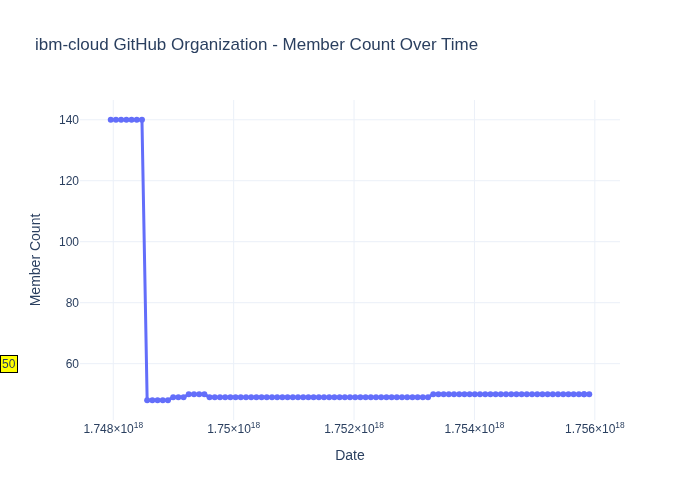 ibm-cloud GitHub Organization - Member Count Over Time
140
120
100
80
60
50
Member Count
1.748×10¹⁸ 1.75×10¹⁸ 1.752×10¹⁸ 1.754×10¹⁸ 1.756×10¹⁸
Date